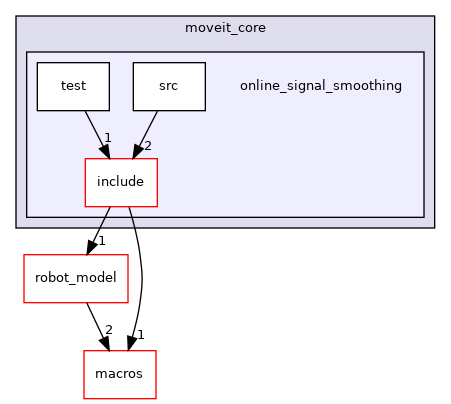 moveit_core
test
src
online_signal_smoothing
1
2
include
1
robot_model
2
1
macros